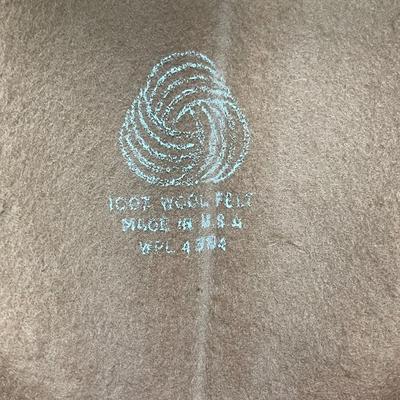 100% WOOL FELT
MADE IN U.S.A.
WPL 4384